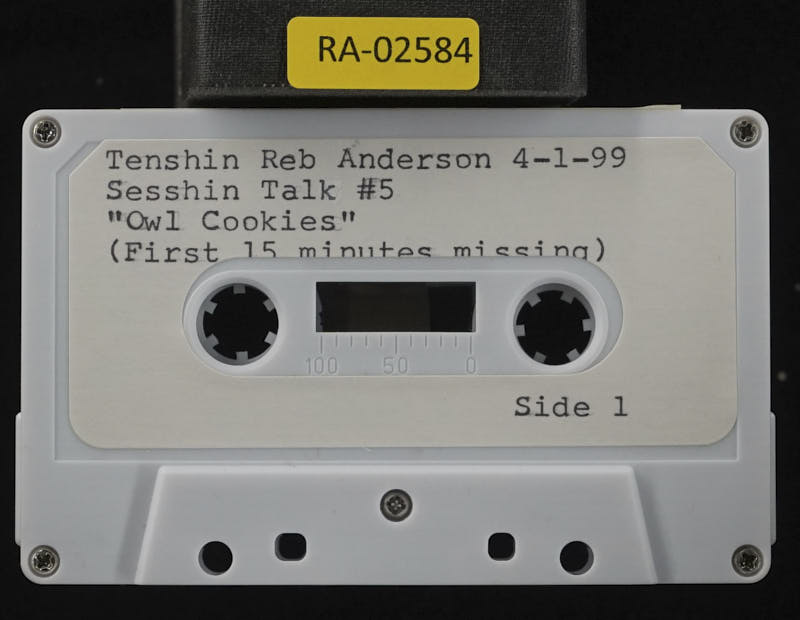 RA-02584
Tenshin Reb Anderson 4-1-99
Sesshin Talk #5
"Owl Cookies"
(First 15 minutes missing)
100 50 0
Side 1